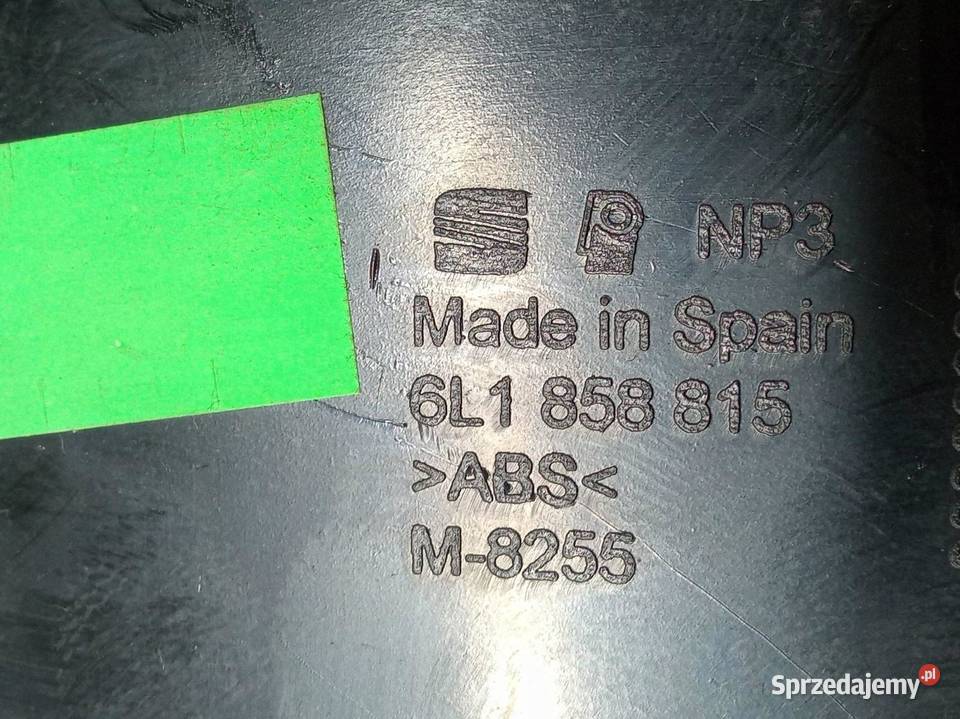 NP3
Made in Spain
6L1 858 815
>ABS<
M-8255
Sprzedajemy.pl